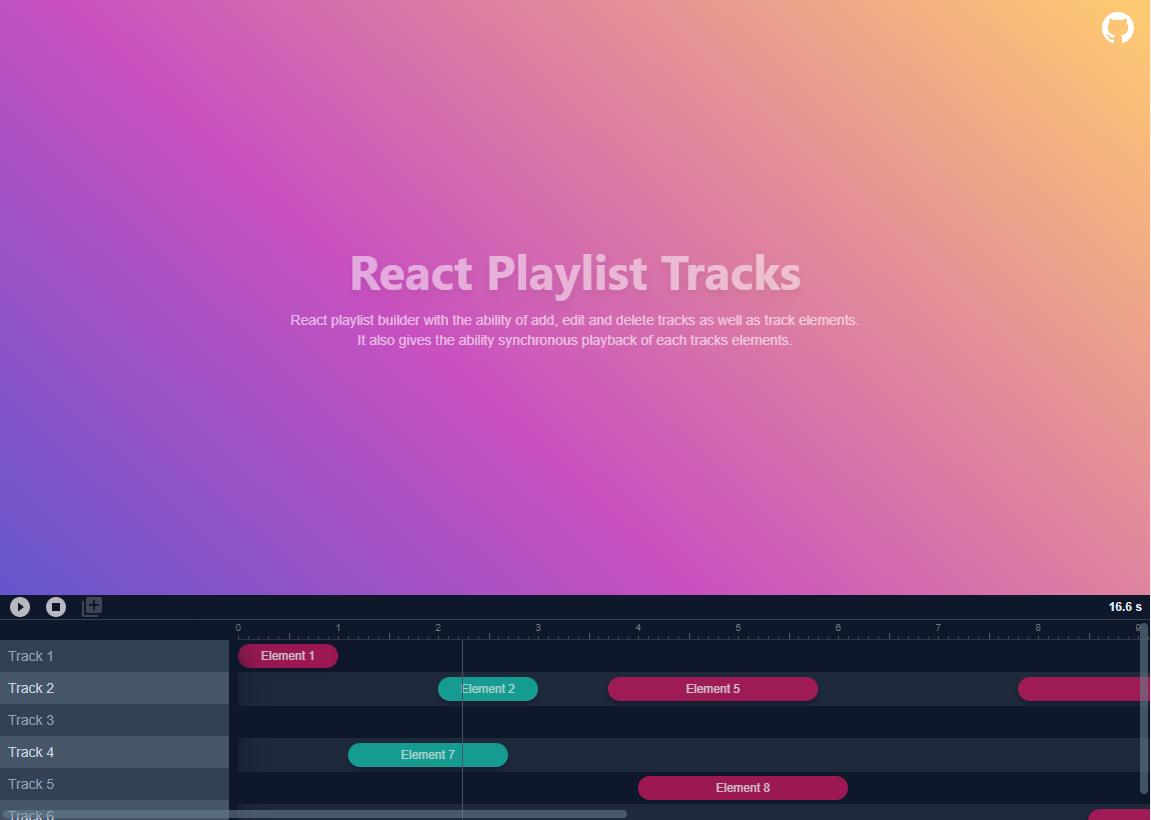 React Playlist Tracks
React playlist builder with the ability of add, edit and delete tracks as well as track elements.
It also gives the ability synchronous playback of each tracks elements.
16.6 s
0 1 2 3 4 5 6 7 8 9
Track 1 Element 1
Track 2 Element 2 Element 5
Track 3
Track 4 Element 7
Track 5 Element 8
Track 6